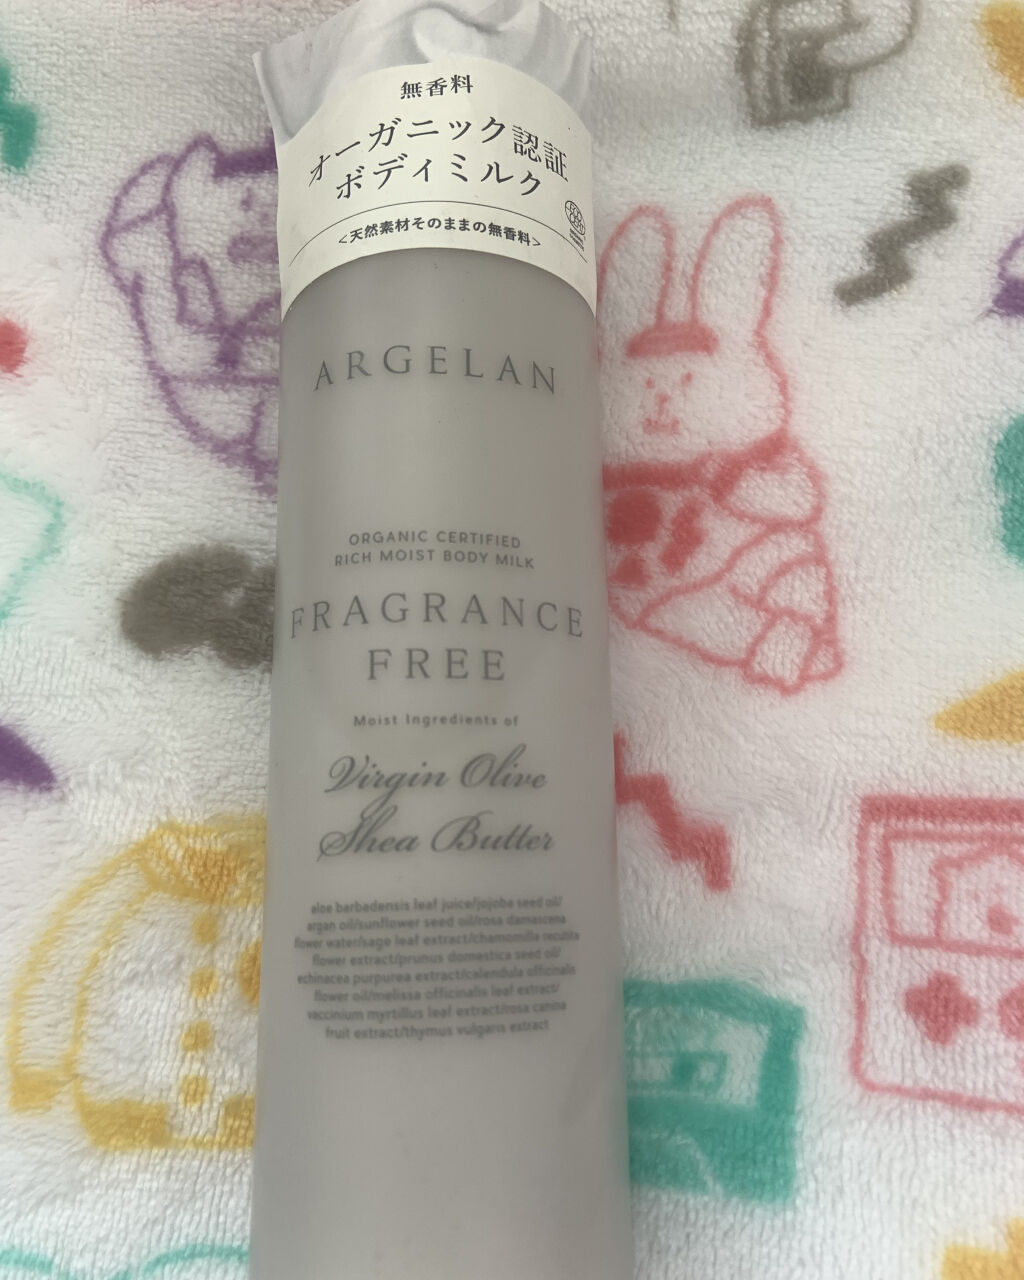 無香料
オーガニック認証
ボディミルク
<天然素材そのままの無香料>
ARGELAN
ORGANIC CERTIFIED
RICH MOIST BODY MILK
FRAGRANCE
FREE
Moist Ingredients of
Virgin Olive
Shea Butter
aloe barbadensis leaf juice/jojoba seed oil/
argan oil/sunflower seed oil/rosa damascena
flower water/sage leaf extract/chamomilla recutita
flower extract/prunus domestica seed oil/
echinacea purpurea extract/calendula officinalis
flower oil/melissa officinalis leaf extract/
vaccinium myrtillus leaf extract/rosa canina
fruit extract/thymus vulgaris extract